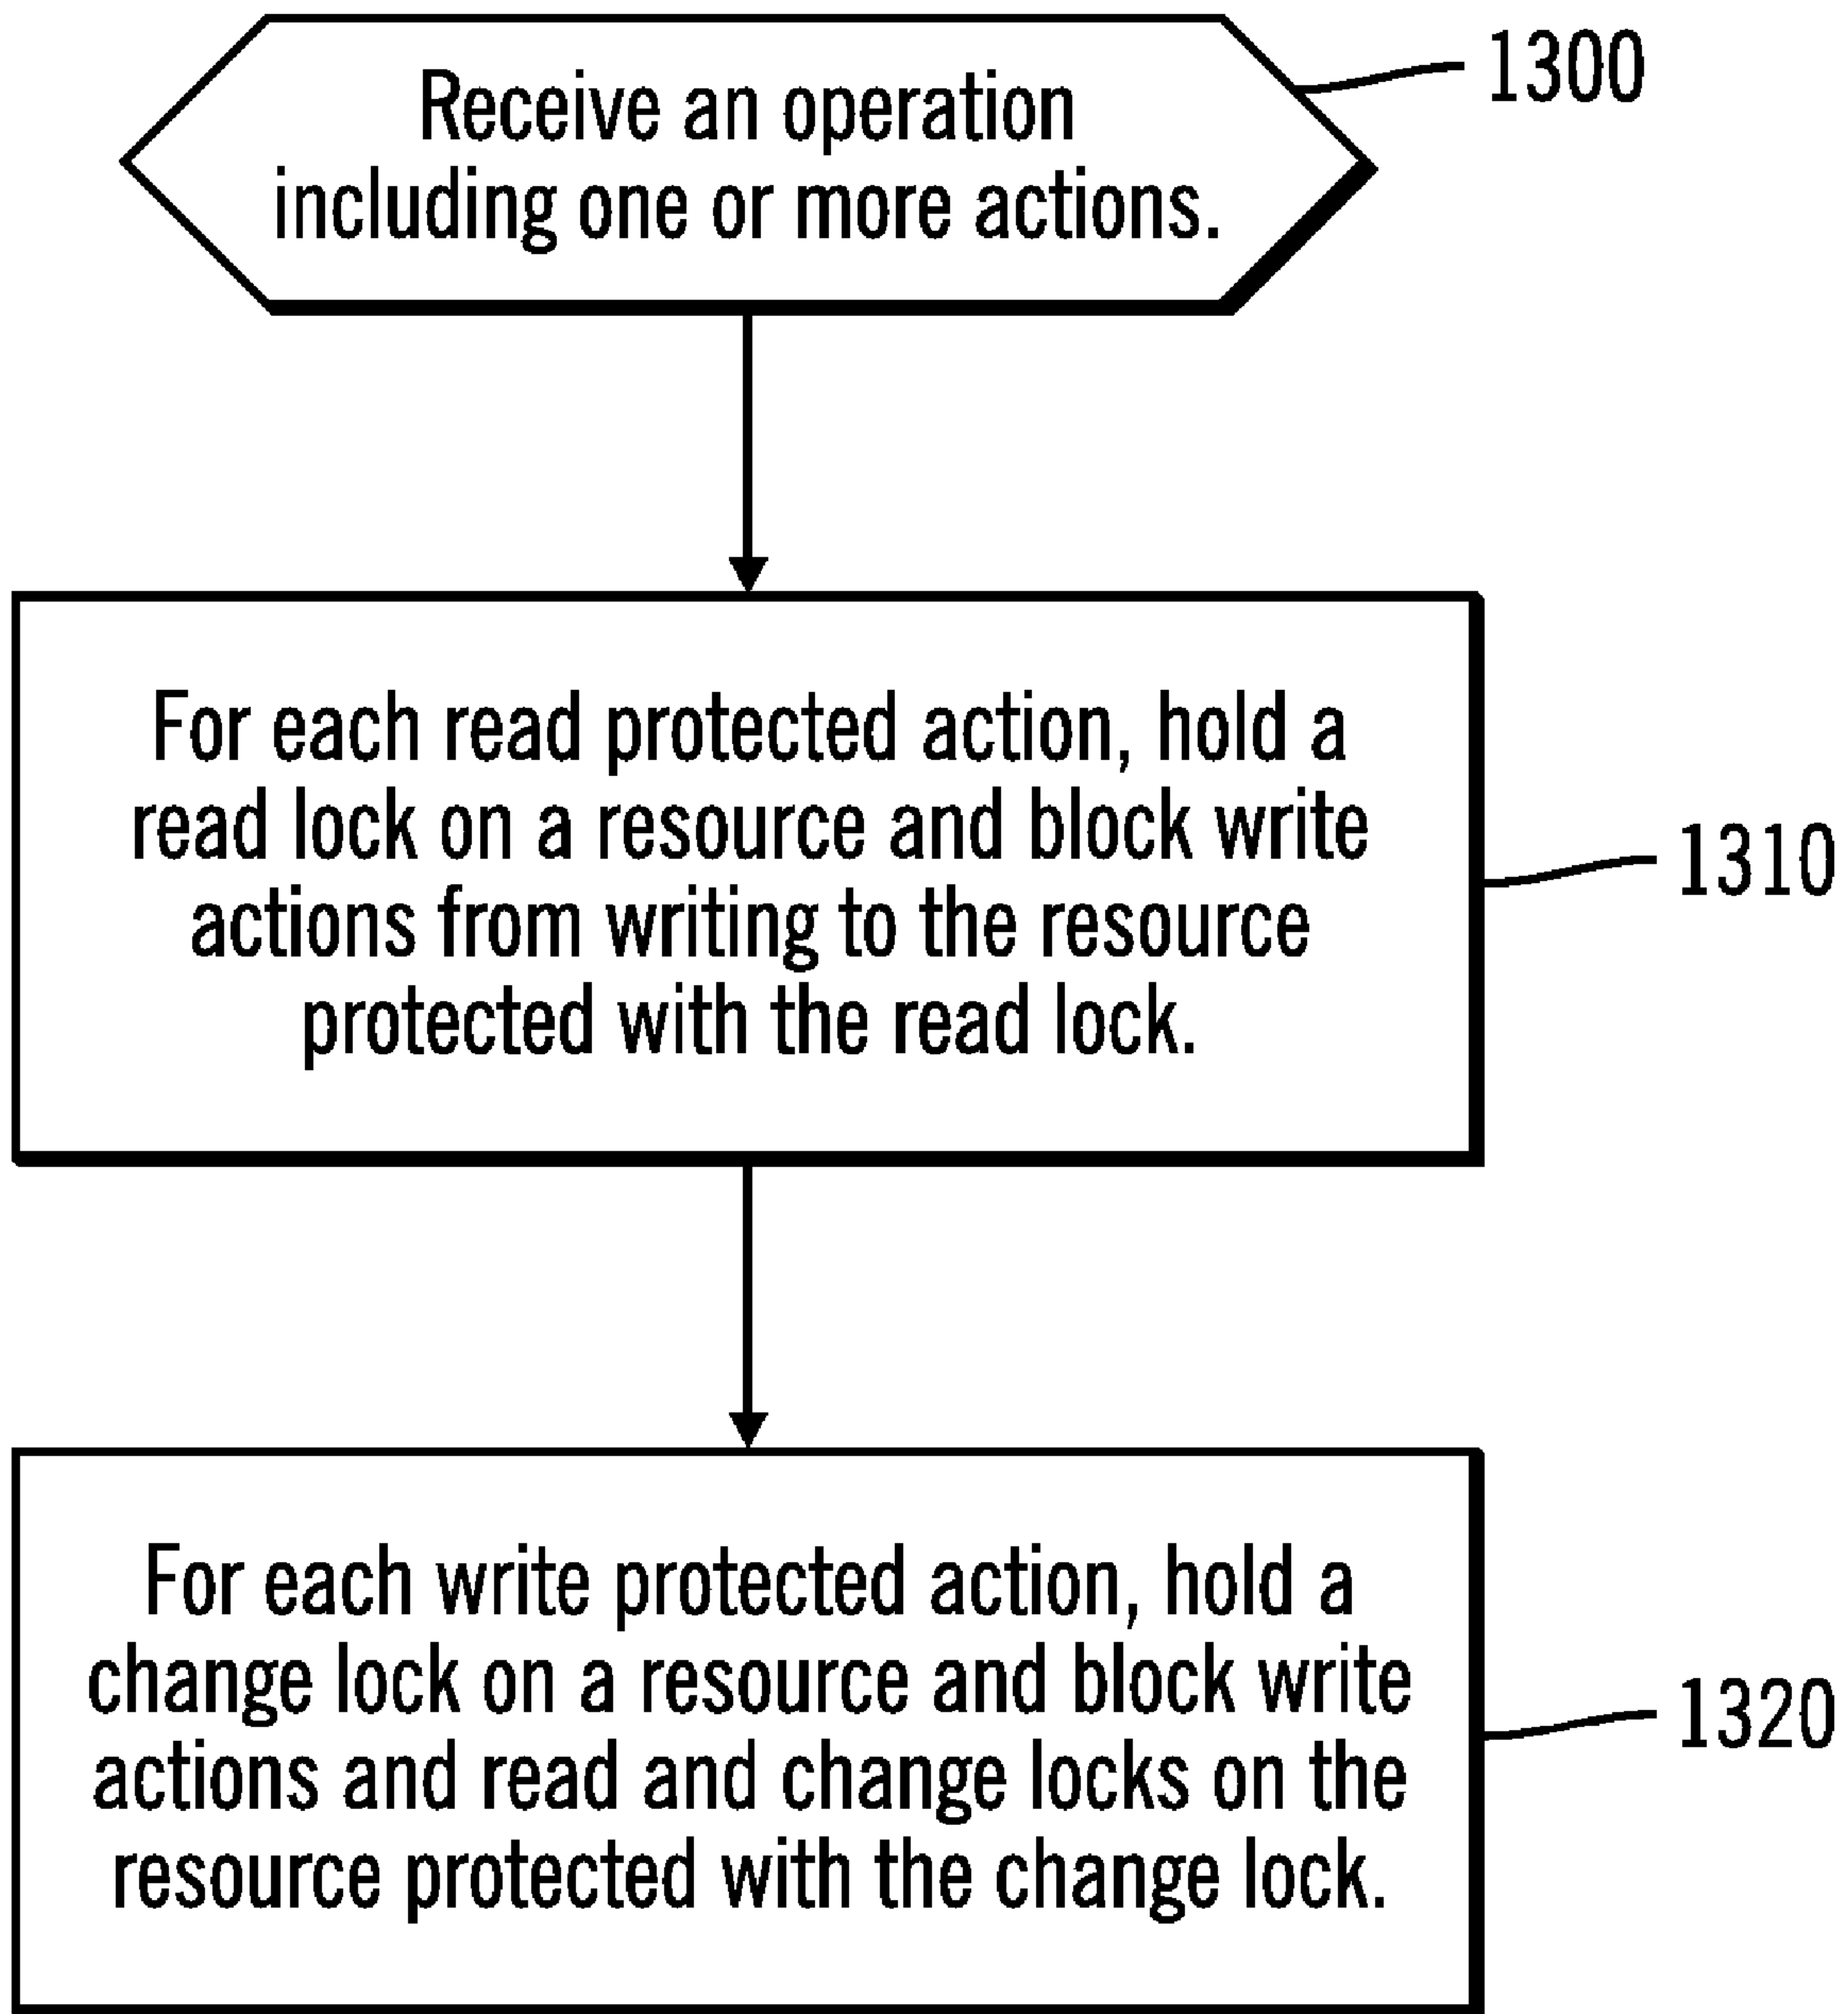 Receive an operation
including one or more actions.
1300
For each read protected action, hold a
read lock on a resource and block write
actions from writing to the resource
protected with the read lock.
1310
For each write protected action, hold a
change lock on a resource and block write
actions and read and change locks on the
resource protected with the change lock.
1320